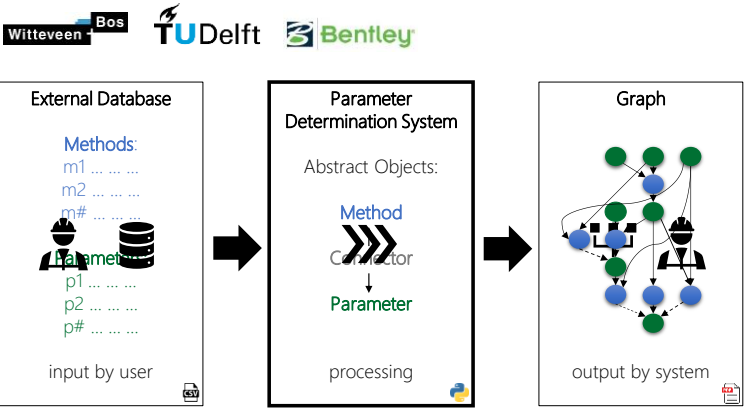 Witteveen +
Bos
TUDelft
Bentley
External Database
Methods:
m1 ... ... ...
m2 ... ... ...
m# ... ... ...
Parameters:
p1 ... ... ...
p2 ... ... ...
p# ... ... ...
input by user
CSV
Parameter
Determination System
Abstract Objects:
Method
Connector
Parameter
processing
Graph
output by system